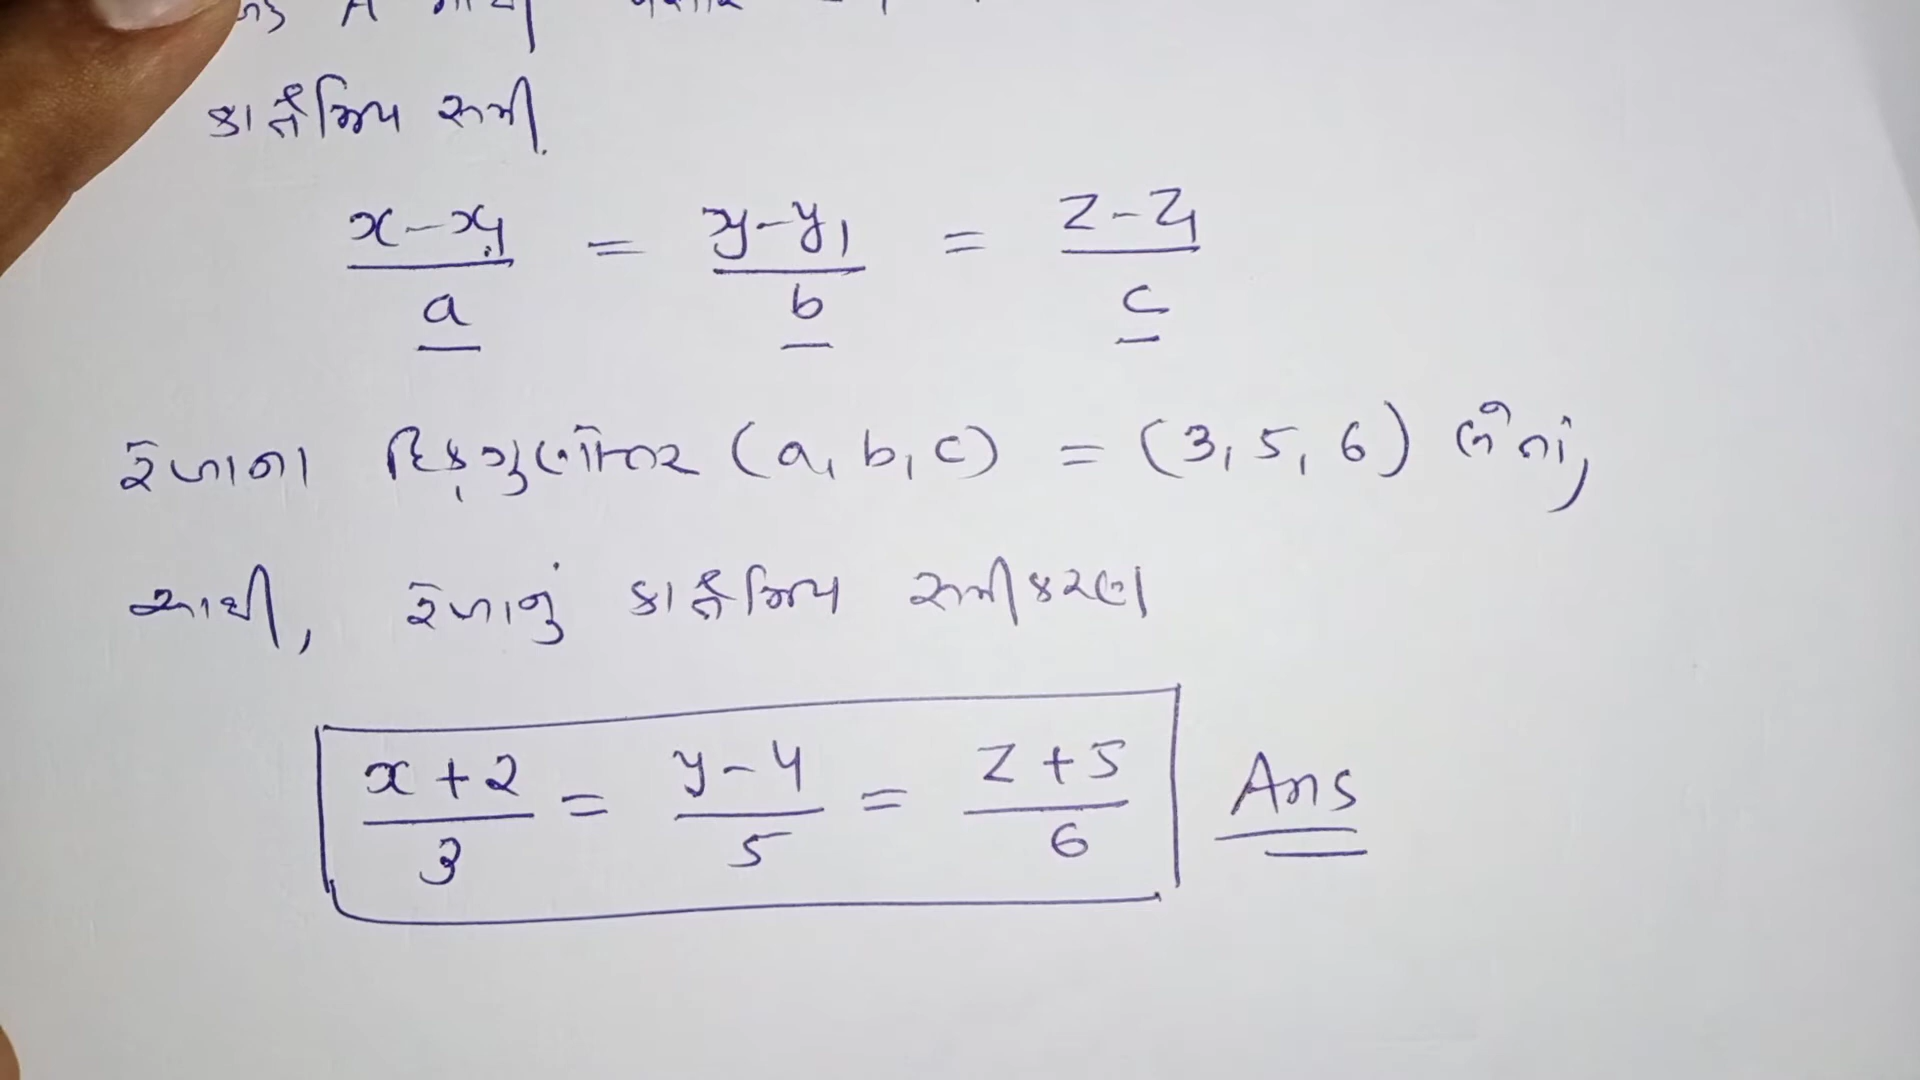 A
કાર્તેઝિય સમી.
x-x₁/a = y-y₁/b = z-z₁/c
રેખાના દિક્ગુણોત્તર (a, b, c) = (3, 5, 6) લેતાં,
આથી, રેખાનું કાર્તેઝિય સમીકરણ
x+2/3 = y-4/5 = z+5/6 Ans